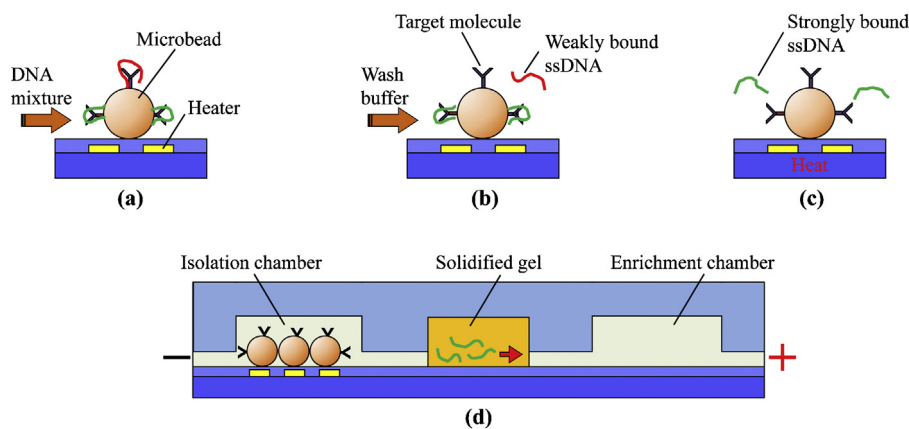 Microbead
DNA
mixture
Heater
(a)
Target molecule
Weakly bound
ssDNA
Wash
buffer
(b)
Strongly bound
ssDNA
Heat
(c)
Isolation chamber
Solidified gel
Enrichment chamber
−
+
(d)